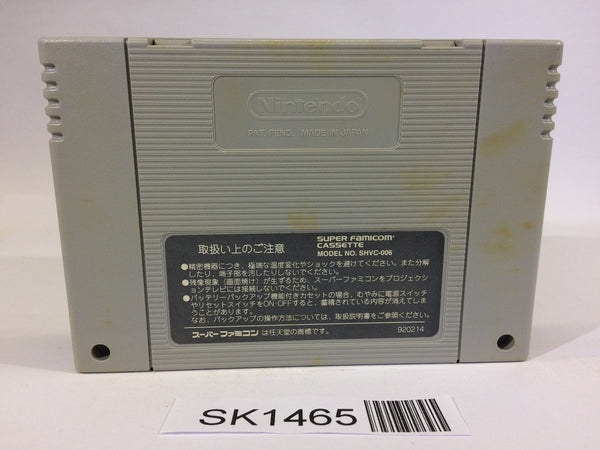 Nintendo
PAT. PEND. MADE IN JAPAN
取扱い上のご注意
SUPER FAMICOM™
CASSETTE
MODEL NO. SHVC-006
●精密機器につき、極端な温度変化やショックを避けてください。また分解
したり、端子部を汚したりしないでください。
●残像現象（画面焼け）が生ずるため、スーパーファミコンをプロジェクシ
ョンテレビには接続しないでください。
●バッテリーバックアップ機能付きカセットの場合、むやみに電源スイッチ
やリセットスイッチをON-OFFすると、蓄積されている内容が消えてしま
うことがあります。
なお、バックアップの操作方法については、取扱説明書をご参照ください。
スーパーファミコンは任天堂の商標です。
920214
SK1465